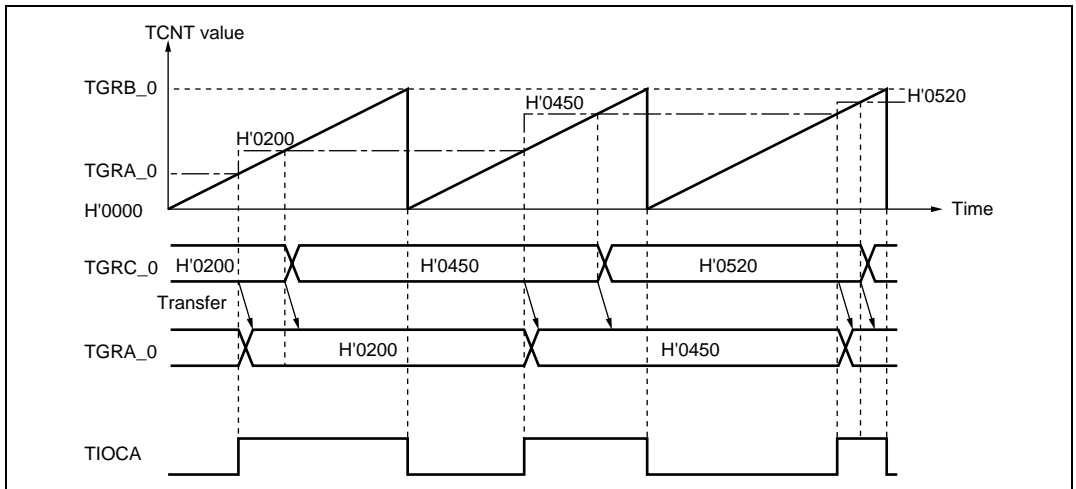 TCNT value
TGRB_0
H'0520
H'0450
H'0200
TGRA_0
H'0000
Time
TGRC_0
H'0200
H'0450
H'0520
Transfer
TGRA_0
H'0200
H'0450
TIOCA